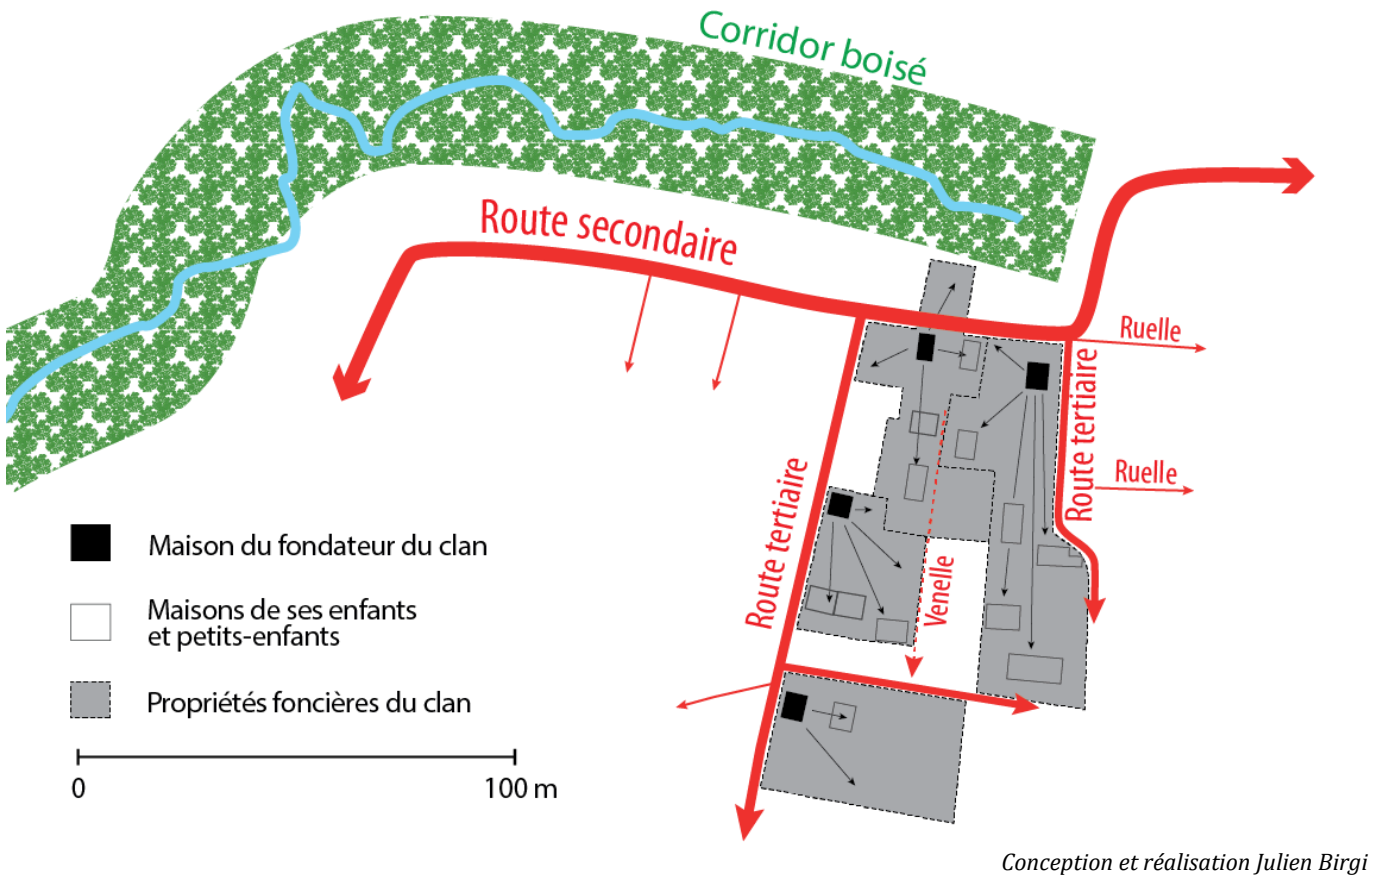 Corridor boisé
Route secondaire
Ruelle
Route tertiaire
Ruelle
Route tertiaire
Venelle
Maison du fondateur du clan
Maisons de ses enfants
et petits-enfants
Propriétés foncières du clan
0
100 m
Conception et réalisation Julien Birgi